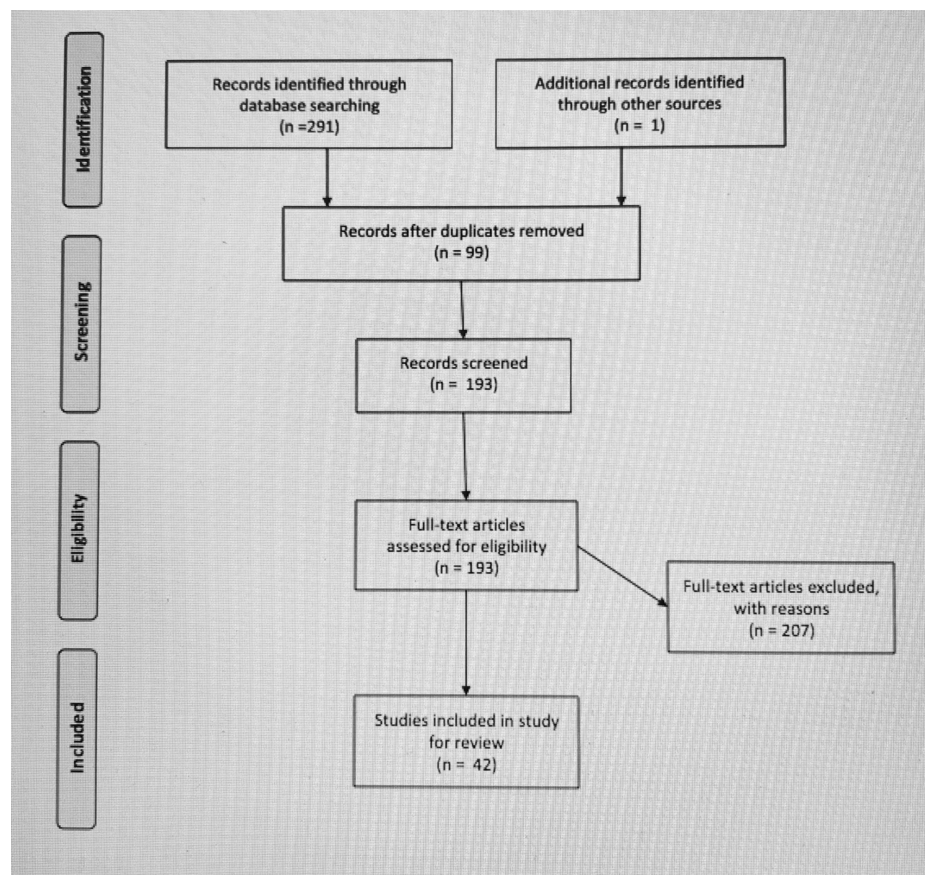 Identification
Records identified through
database searching
(n =291)
Additional records identified
through other sources
(n = 1)
Records after duplicates removed
(n = 99)
Screening
Records screened
(n = 193)
Eligibility
Full-text articles
assessed for eligibility
(n = 193)
Full-text articles excluded,
with reasons
(n = 207)
Included
Studies included in study
for review
(n = 42)